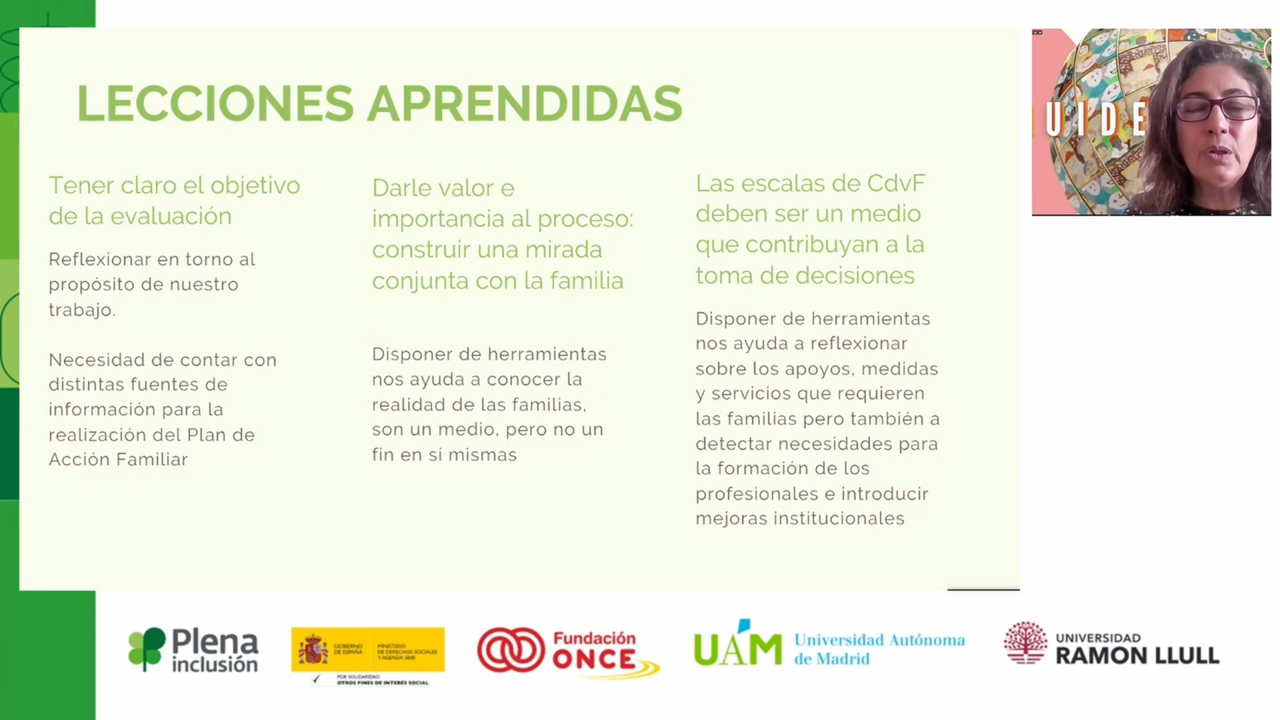 LECCIONES APRENDIDAS
Tener claro el objetivo
de la evaluación
Reflexionar en torno al
propósito de nuestro
trabajo.
Necesidad de contar con
distintas fuentes de
información para la
realización del Plan de
Acción Familiar
Darle valor e
importancia al proceso:
construir una mirada
conjunta con la familia
Disponer de herramientas
nos ayuda a conocer la
realidad de las familias,
son un medio, pero no un
fin en sí mismas
Las escalas de CdvF
deben ser un medio
que contribuyan a la
toma de decisiones
Disponer de herramientas
nos ayuda a reflexionar
sobre los apoyos, medidas
y servicios que requieren
las familias pero también a
detectar necesidades para
la formación de los
profesionales e introducir
mejoras institucionales
UIDE
Plena
inclusión
GOBIERNO
DE ESPAÑA
MINISTERIO
DE DERECHOS SOCIALES
Y AGENDA 2030
POR SOLIDARIDAD
OTROS FINES DE INTERÉS SOCIAL
Fundación
ONCE
UAM
Universidad Autónoma
de Madrid
UNIVERSIDAD
RAMON LLULL